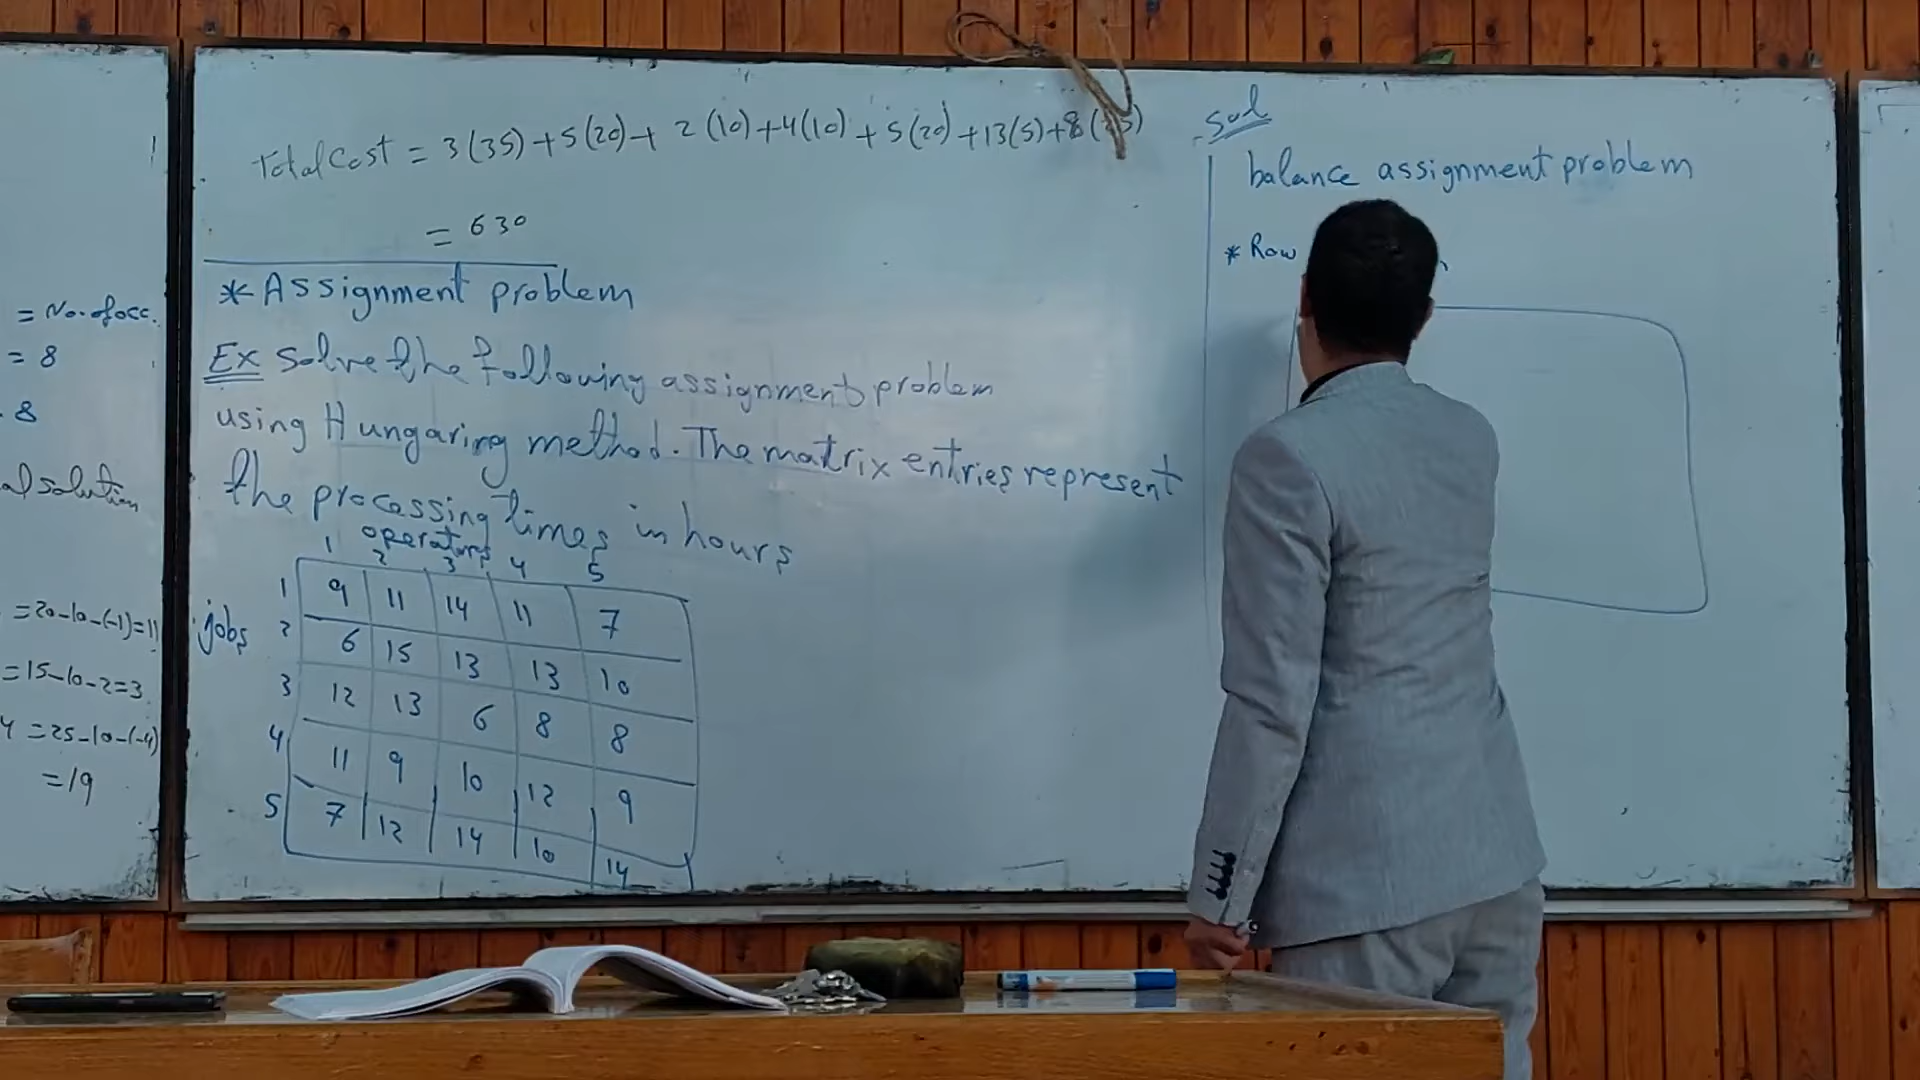 = No. of occ.
= 8
. 8
al solution
= 20-10-(-1)=11
= 15-10-2=3
4 = 25-10-(-4)
= 19
Total Cost = 3(35)+5(20)+ 2(10)+4(10)+5(20)+13(5)+8(
= 630
* Assignment problem
Ex Solve the following assignment problem
using Hungaring method. The matrix entries represent
the processing times in hours
operators
1 2 3 4 5
jobs
1 9 11 14 11 7
2 6 15 13 13 10
3 12 13 6 8 8
4 11 9 10 12 9
5 7 12 14 10 14
sol
balance assignment problem
* Row